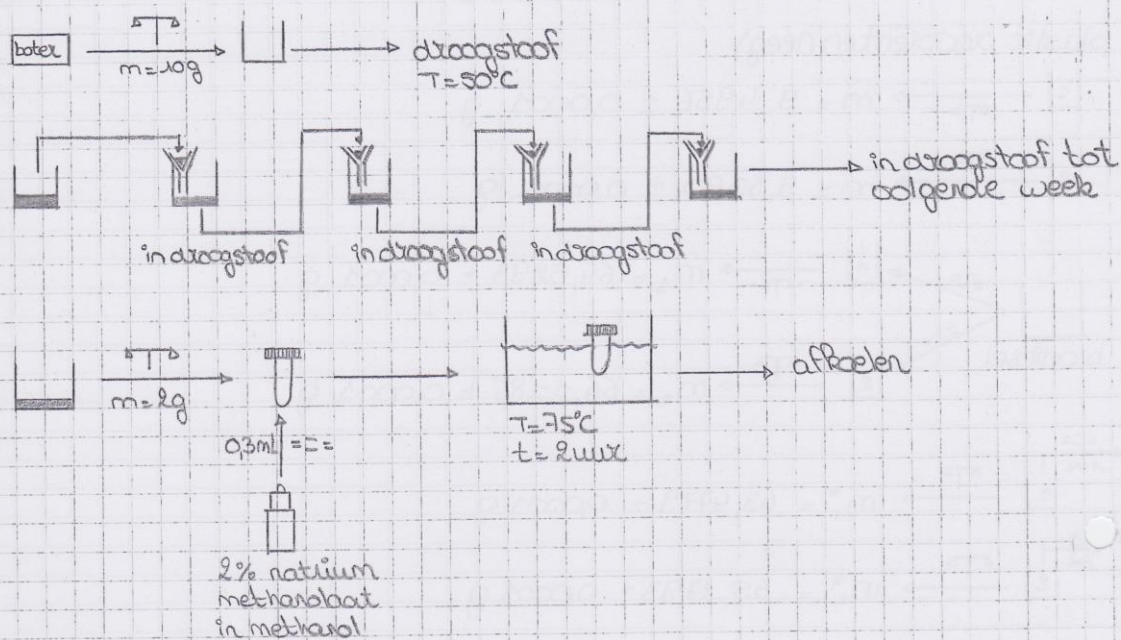 boter
m=10g
droogstoof
T=50°C
in droogstoof
in droogstoof
in droogstoof
in droogstoof tot
volgende week
m=2g
0,3mL =E=
T=75°C
t=2uur
afkoelen
2% natrium
methanolaat
in methanol